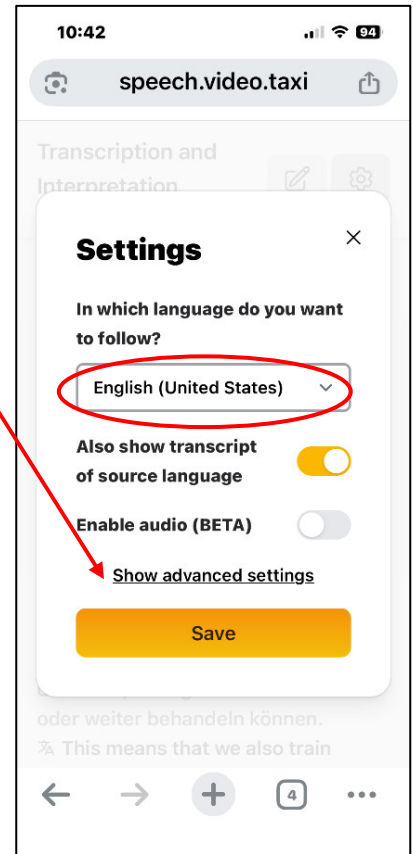 10:42
94
speech.video.taxi
Transcription and
Interpretation
Settings
In which language do you want
to follow?
English (United States)
Also show transcript
of source language
Enable audio (BETA)
Show advanced settings
Save
oder weiter behandeln können.
This means that we also train
4